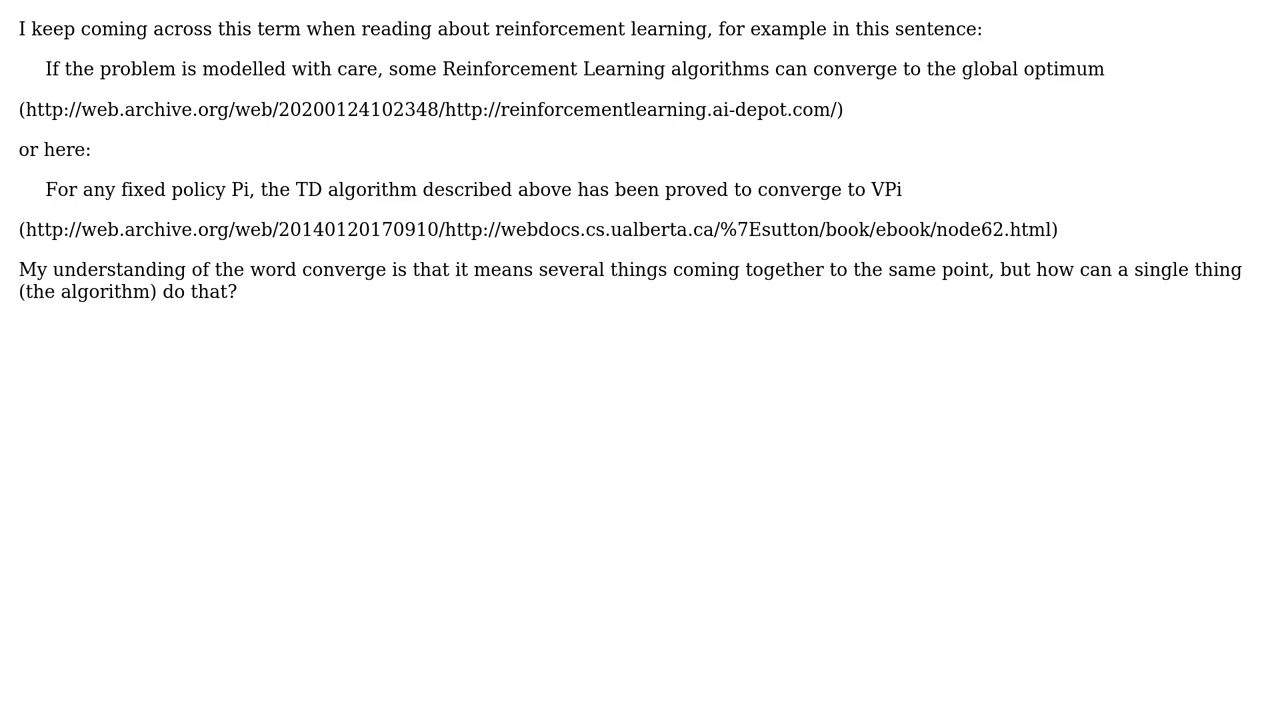 I keep coming across this term when reading about reinforcement learning, for example in this sentence:
If the problem is modelled with care, some Reinforcement Learning algorithms can converge to the global optimum
(http://web.archive.org/web/20200124102348/http://reinforcementlearning.ai-depot.com/)
or here:
For any fixed policy Pi, the TD algorithm described above has been proved to converge to VPi
(http://web.archive.org/web/20140120170910/http://webdocs.cs.ualberta.ca/%7Esutton/book/ebook/node62.html)
My understanding of the word converge is that it means several things coming together to the same point, but how can a single thing
(the algorithm) do that?